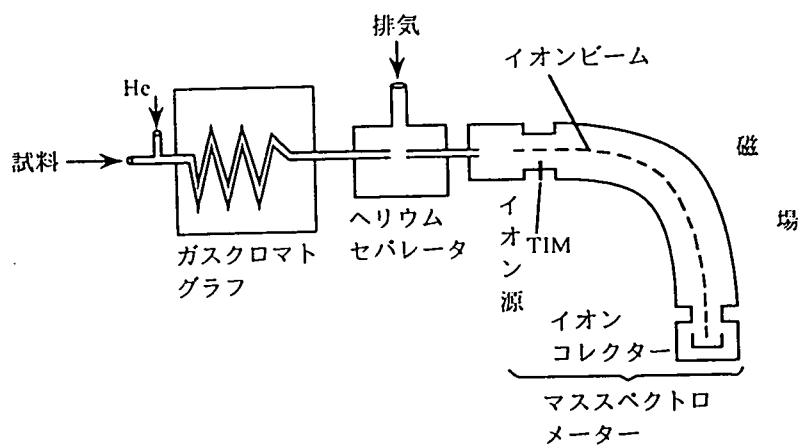 排気
イオンビーム
He
試料
磁
場
ガスクロマト
グラフ
ヘリウム
セパレータ
イオン源
TIM
イオン
コレクター
マススペクトロ
メーター